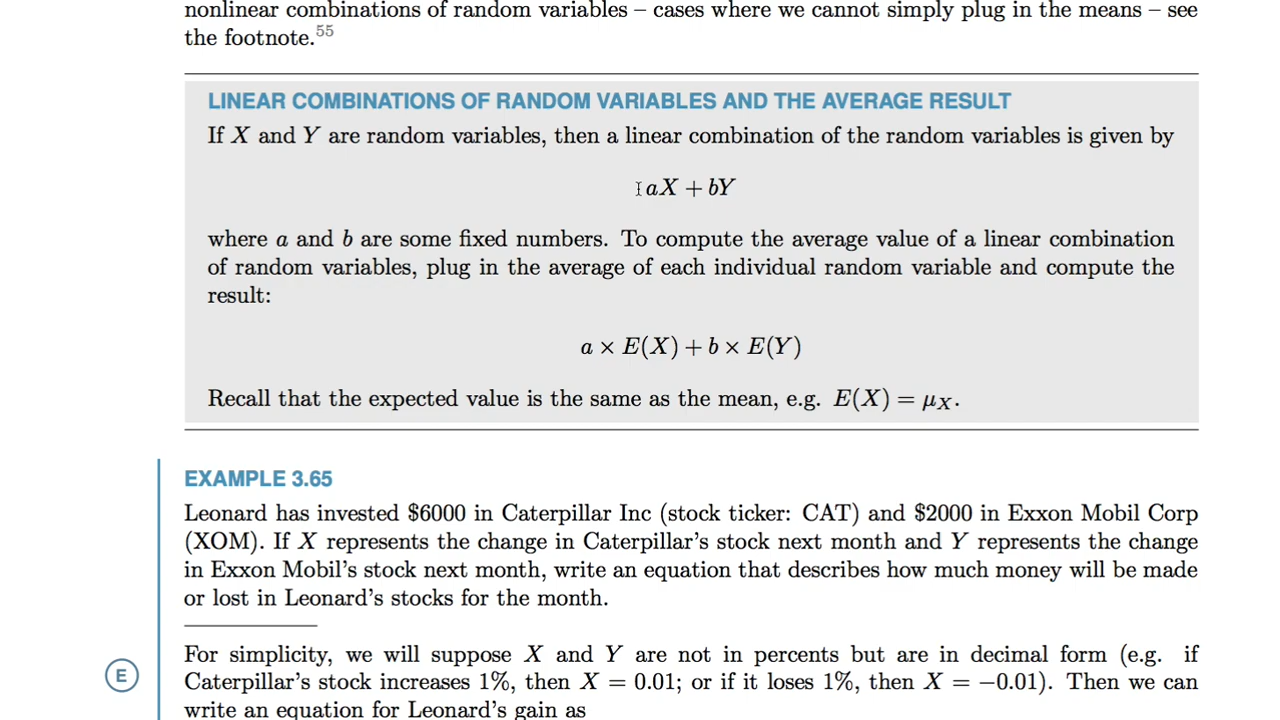 nonlinear combinations of random variables – cases where we cannot simply plug in the means – see
the footnote.55
LINEAR COMBINATIONS OF RANDOM VARIABLES AND THE AVERAGE RESULT
If X and Y are random variables, then a linear combination of the random variables is given by
aX + bY
where a and b are some fixed numbers. To compute the average value of a linear combination
of random variables, plug in the average of each individual random variable and compute the
result:
a × E(X) + b × E(Y)
Recall that the expected value is the same as the mean, e.g. E(X) = μX.
EXAMPLE 3.65
Leonard has invested $6000 in Caterpillar Inc (stock ticker: CAT) and $2000 in Exxon Mobil Corp
(XOM). If X represents the change in Caterpillar's stock next month and Y represents the change
in Exxon Mobil's stock next month, write an equation that describes how much money will be made
or lost in Leonard's stocks for the month.
E
For simplicity, we will suppose X and Y are not in percents but are in decimal form (e.g. if
Caterpillar's stock increases 1%, then X = 0.01; or if it loses 1%, then X = −0.01). Then we can
write an equation for Leonard's gain as